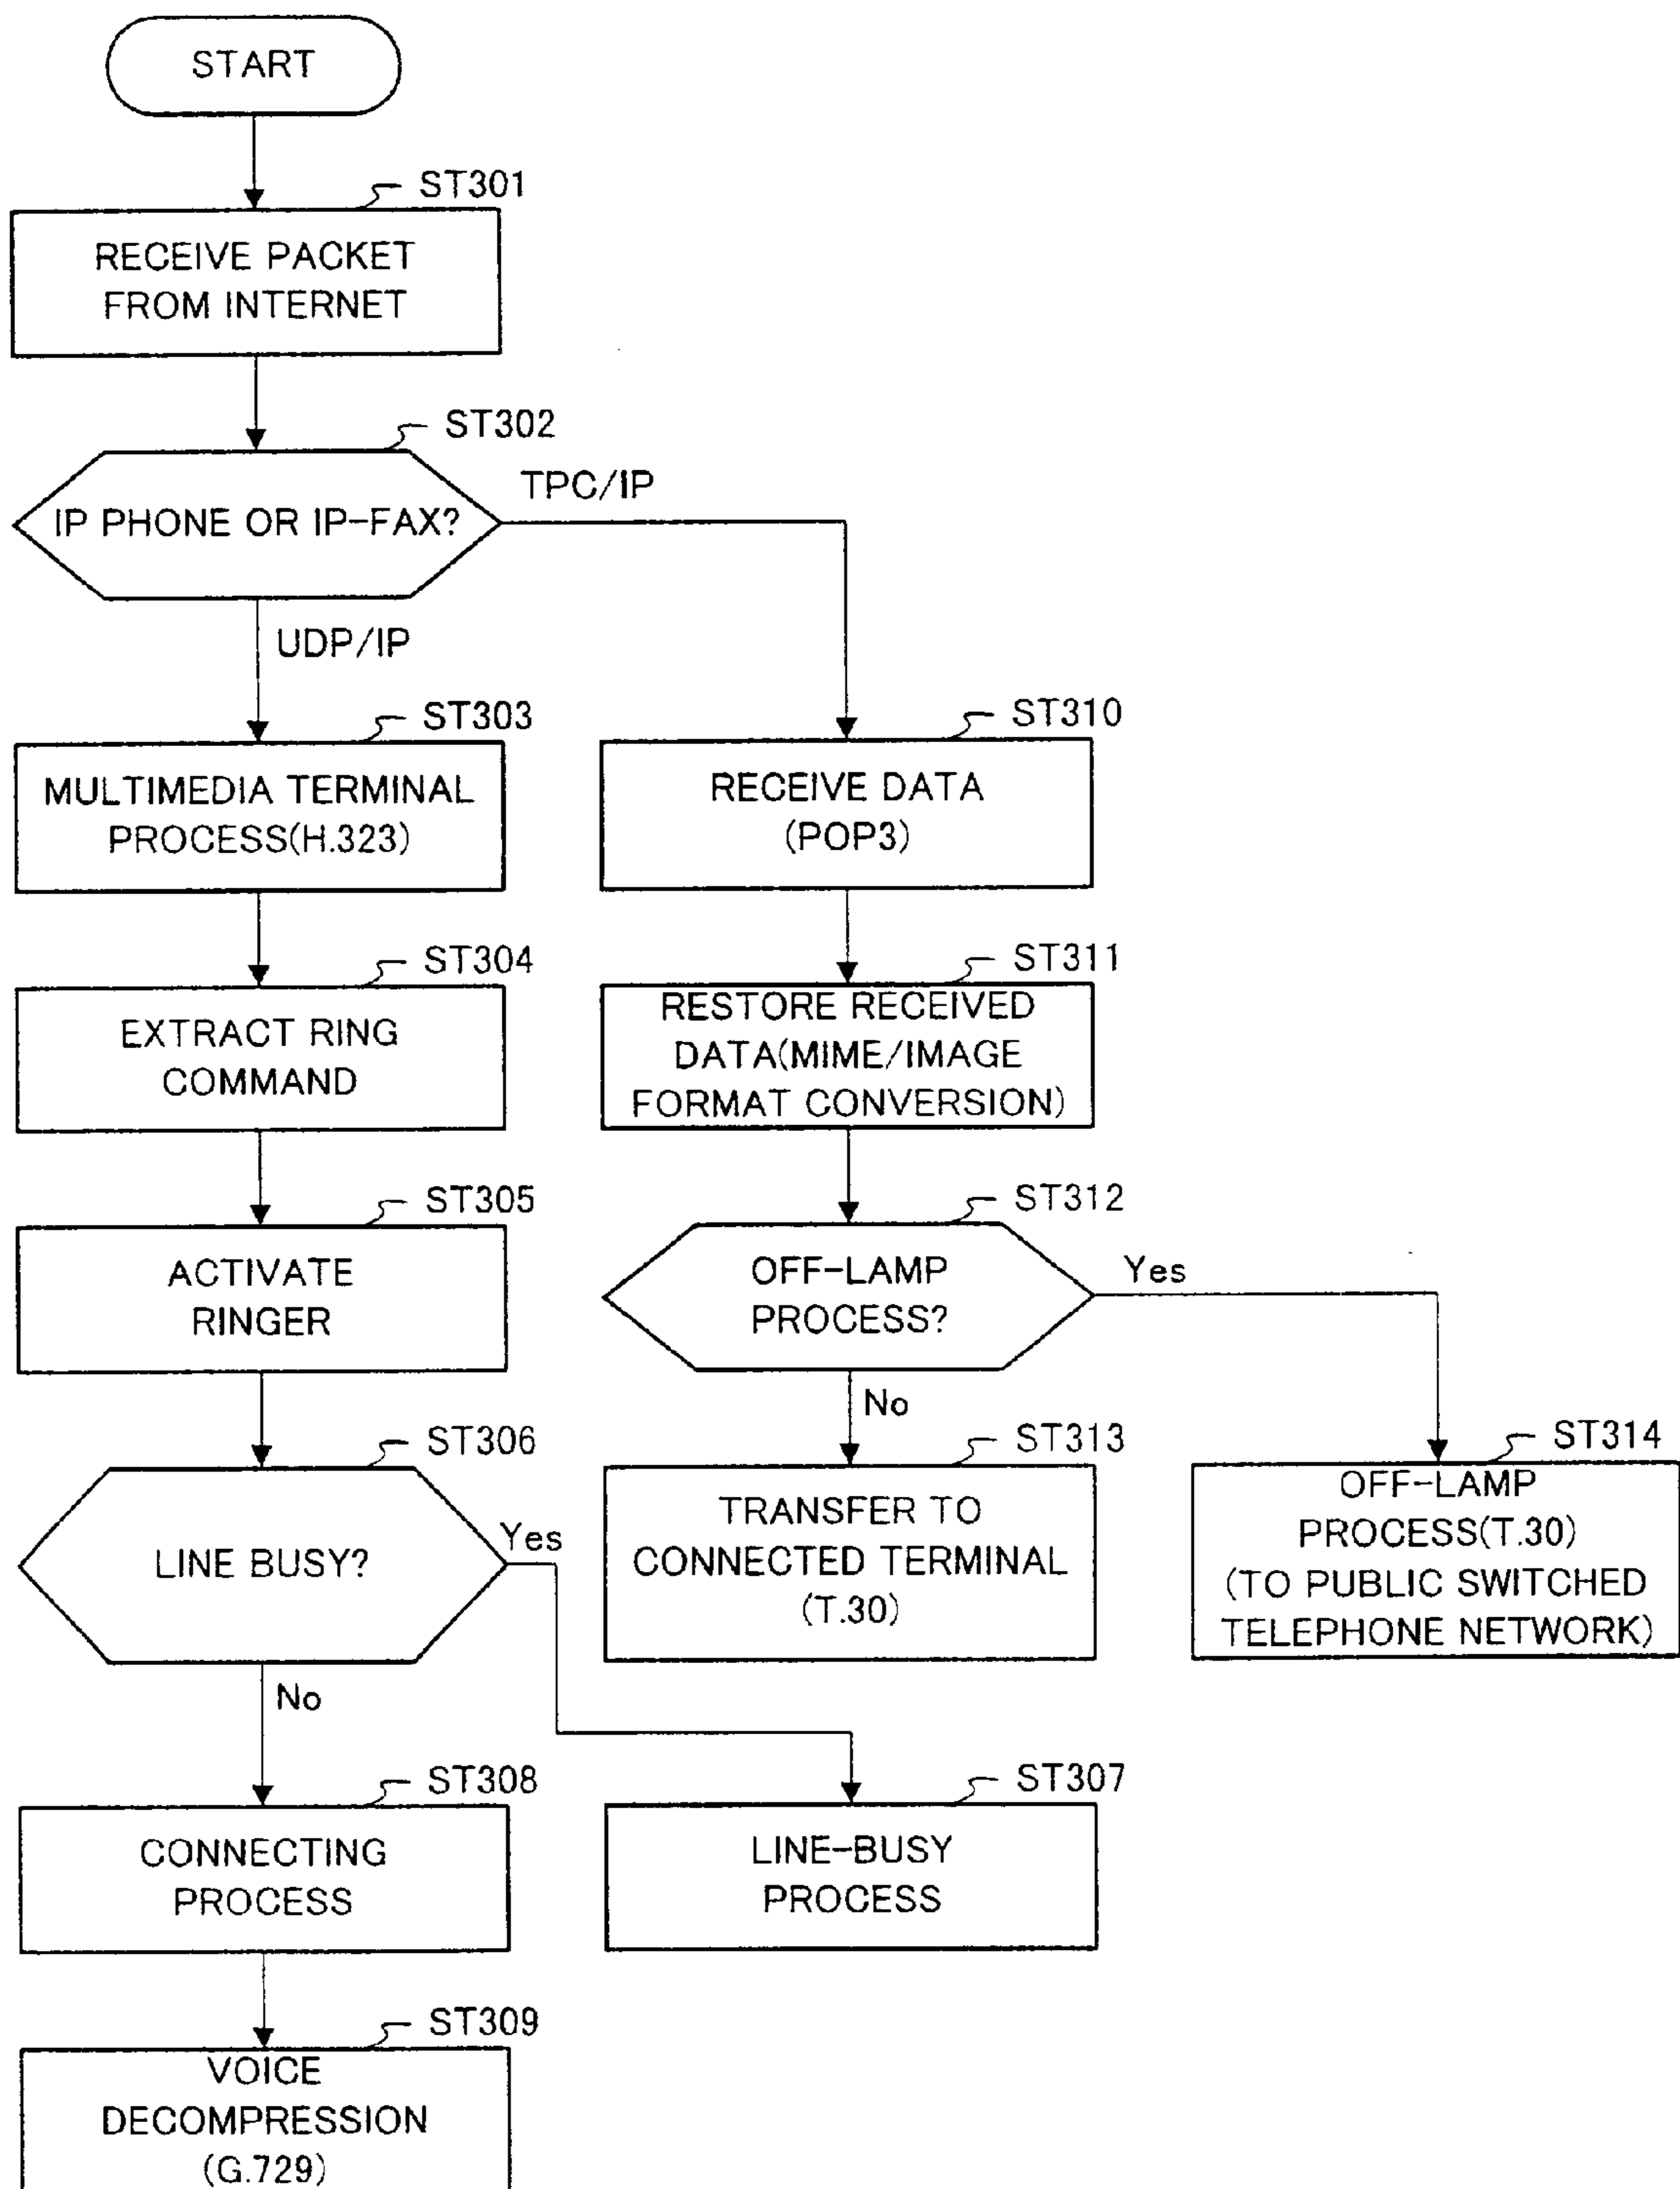 START
ST301
RECEIVE PACKET
FROM INTERNET
ST302
IP PHONE OR IP-FAX?
TPC/IP
UDP/IP
ST303
MULTIMEDIA TERMINAL
PROCESS(H.323)
ST310
RECEIVE DATA
(POP3)
ST304
EXTRACT RING
COMMAND
ST311
RESTORE RECEIVED
DATA(MIME/IMAGE
FORMAT CONVERSION)
ST305
ACTIVATE
RINGER
ST312
OFF-LAMP
PROCESS?
Yes
No
ST306
LINE BUSY?
Yes
No
ST313
TRANSFER TO
CONNECTED TERMINAL
(T.30)
ST314
OFF-LAMP
PROCESS(T.30)
(TO PUBLIC SWITCHED
TELEPHONE NETWORK)
ST308
CONNECTING
PROCESS
ST307
LINE-BUSY
PROCESS
ST309
VOICE
DECOMPRESSION
(G.729)